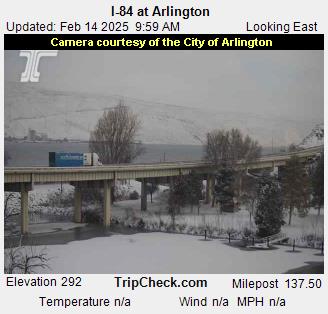 I-84 at Arlington
Updated: Feb 14 2025 9:59 AM Looking East
Camera courtesy of the City of Arlington
Elevation 292 TripCheck.com Milepost 137.50
Temperature n/a Wind n/a MPH n/a